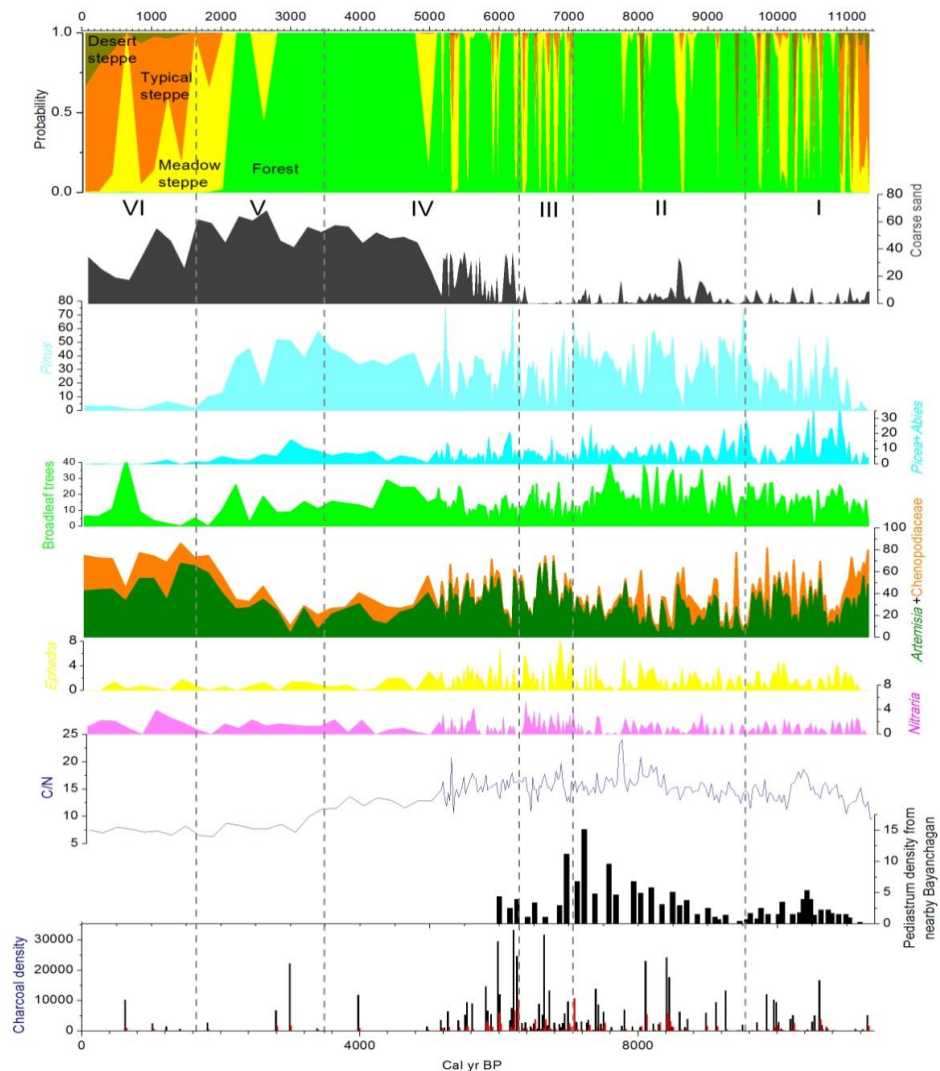 0 1000 2000 3000 4000 5000 6000 7000 8000 9000 10000 11000
1.0
0.5
0.0
Probability
Desert
steppe
Typical
steppe
Meadow
steppe
Forest
VI V IV III II I
80
60
40
20
0
Coarse sand
80
70
60
50
40
30
20
10
0
Pinus
30
20
10
0
Picea+Abies
40
30
20
10
0
Broadleaf trees
100
80
60
40
20
0
Artemisia+Chenopodiaceae
8
4
0
Ephedra
8
4
0
Nitraria
25
20
15
10
5
C/N
15
10
5
0
Pediastrum density from
nearby Bayanchagan
30000
20000
10000
0
Charcoal density
0 4000 8000
Cal yr BP